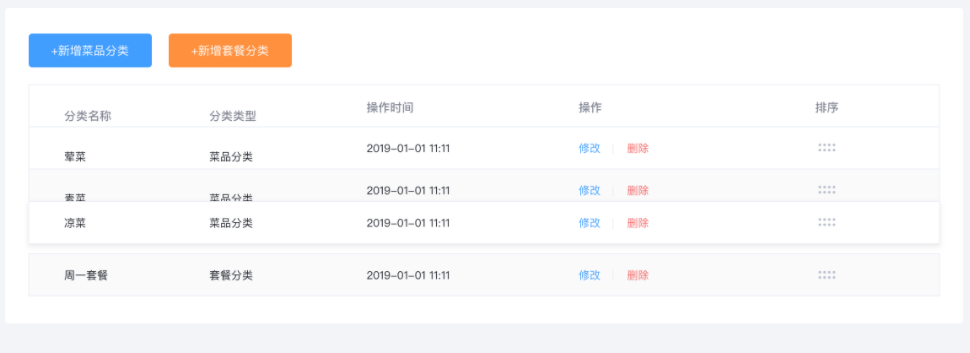 +新增菜品分类 +新增套餐分类
分类名称 分类类型 操作时间 操作 排序
荤菜 菜品分类 2019-01-01 11:11 修改 删除
素菜 菜品分类 2019-01-01 11:11 修改 删除
凉菜 菜品分类 2019-01-01 11:11 修改 删除
周一套餐 套餐分类 2019-01-01 11:11 修改 删除